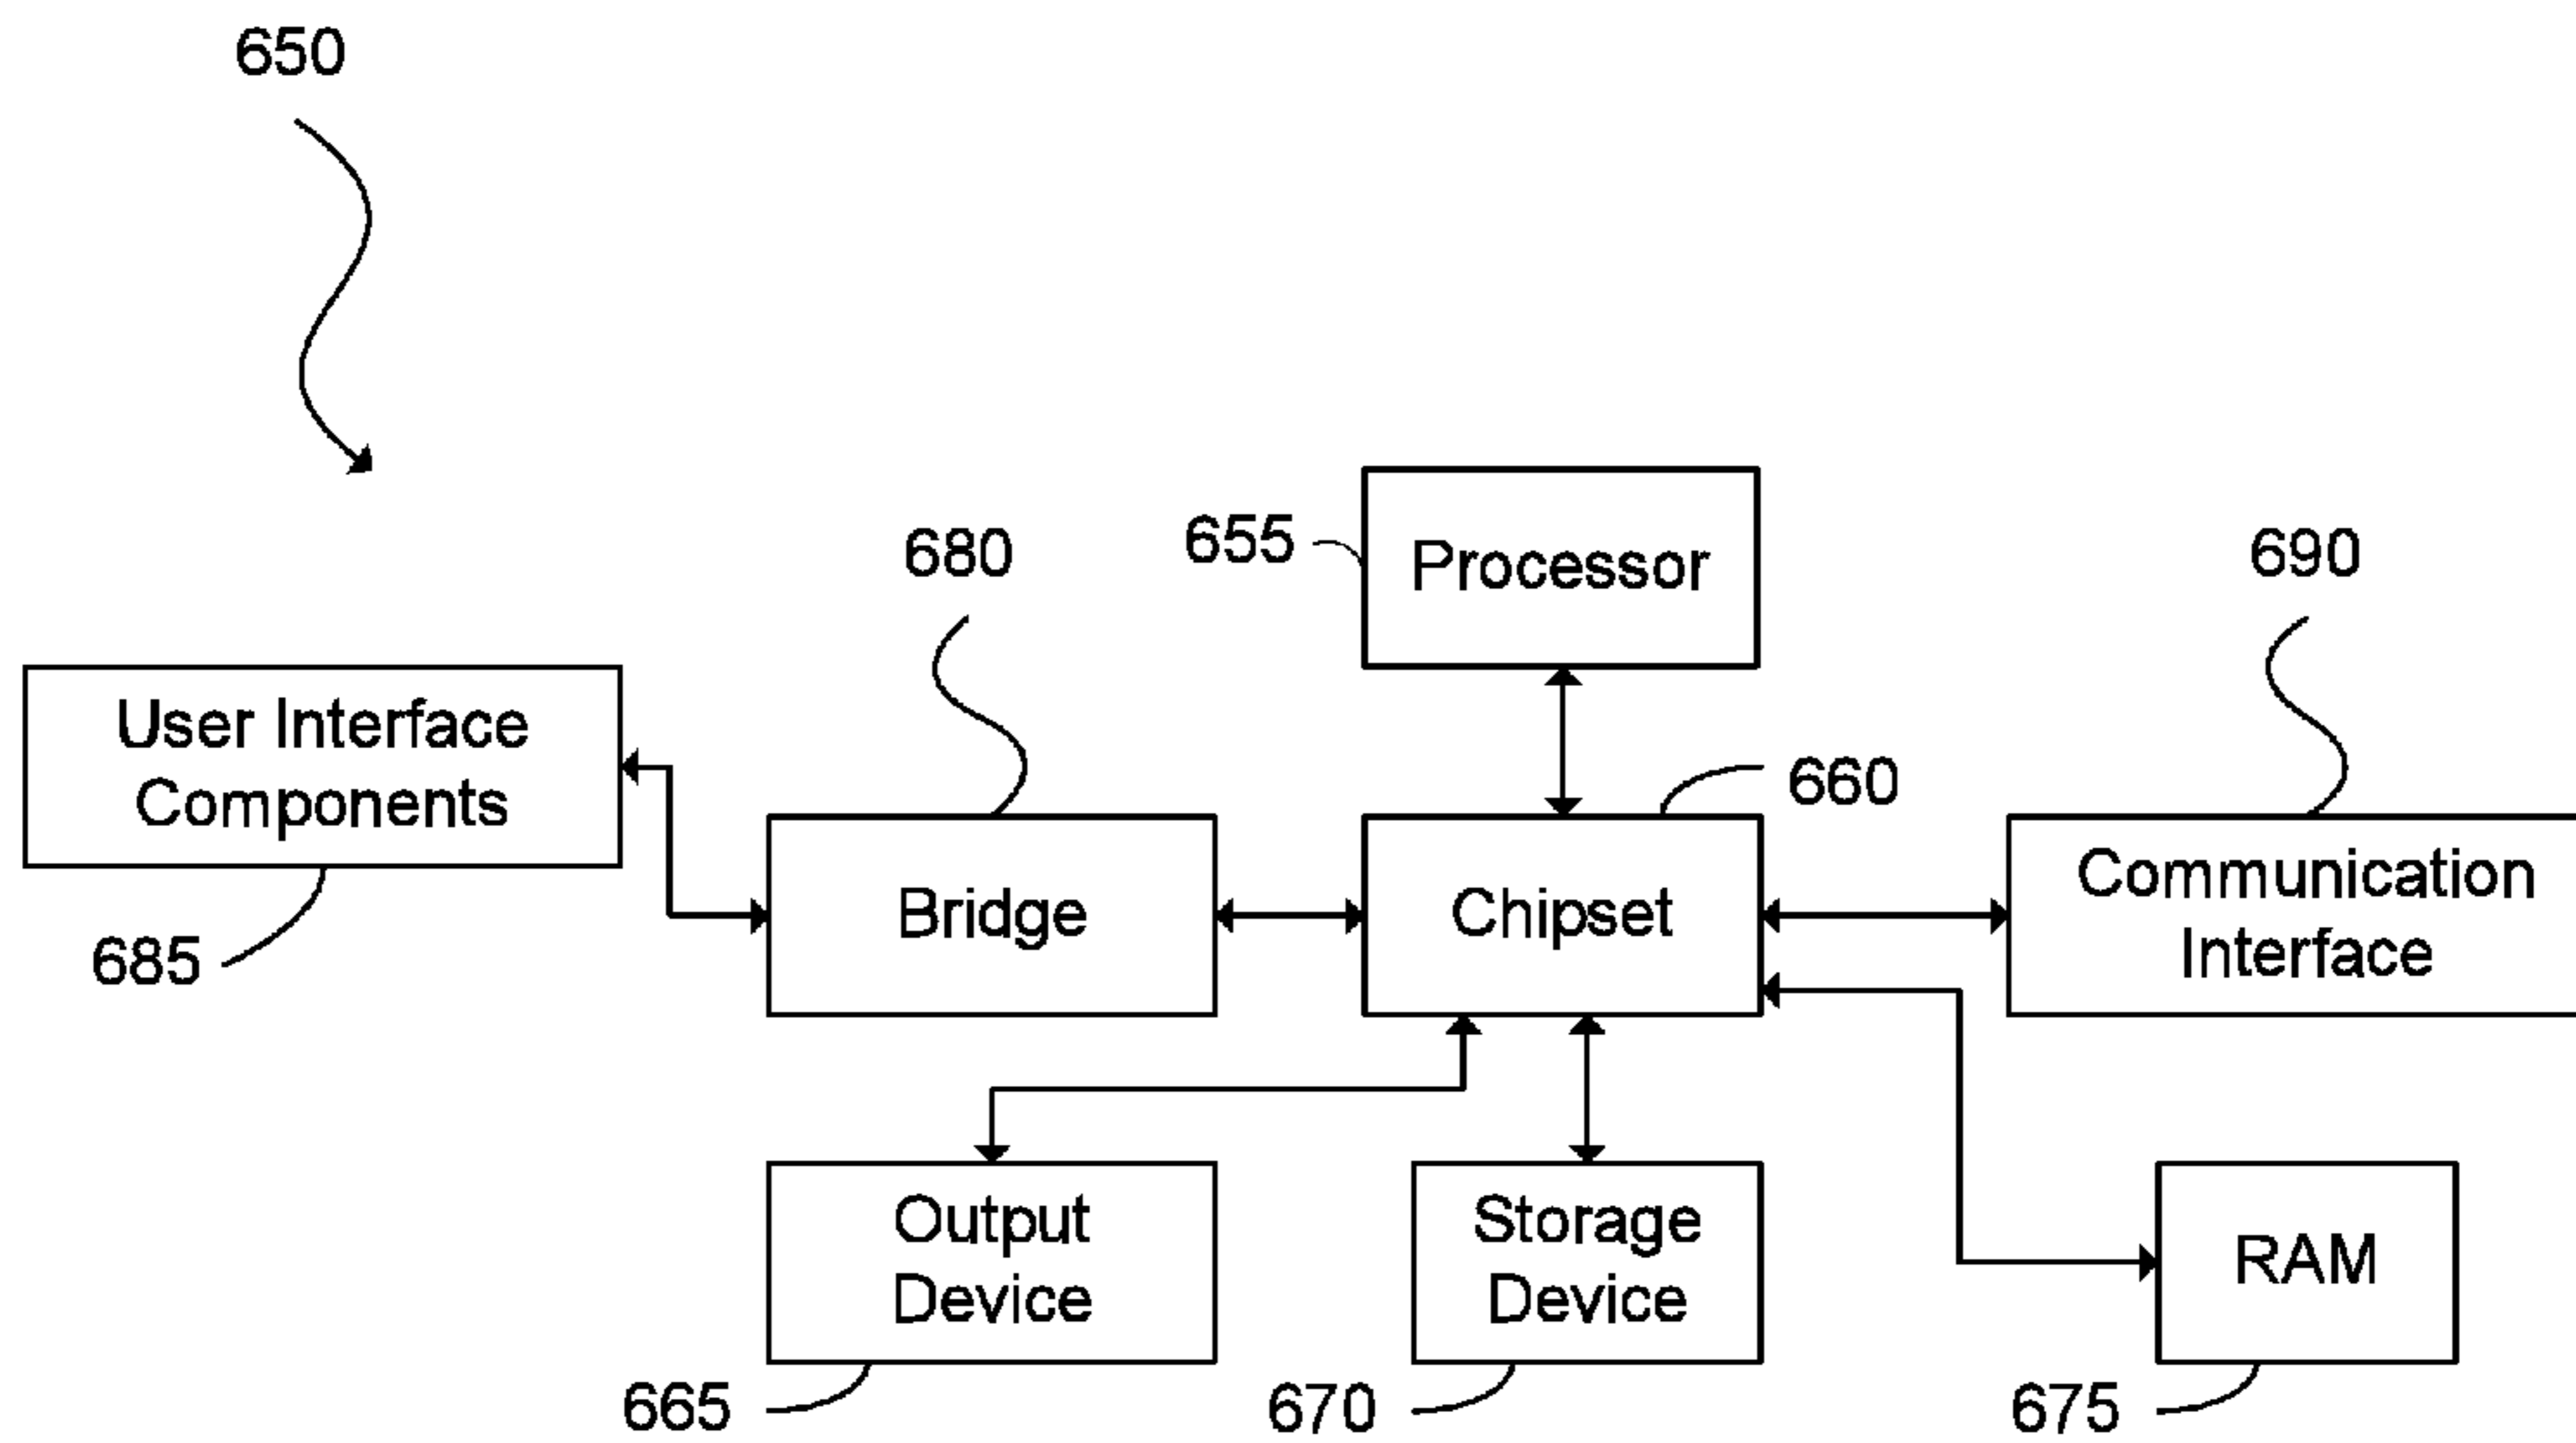 650
680
655
Processor
690
User Interface
Components
660
685
Bridge
Chipset
Communication
Interface
Output
Device
Storage
Device
RAM
665
670
675